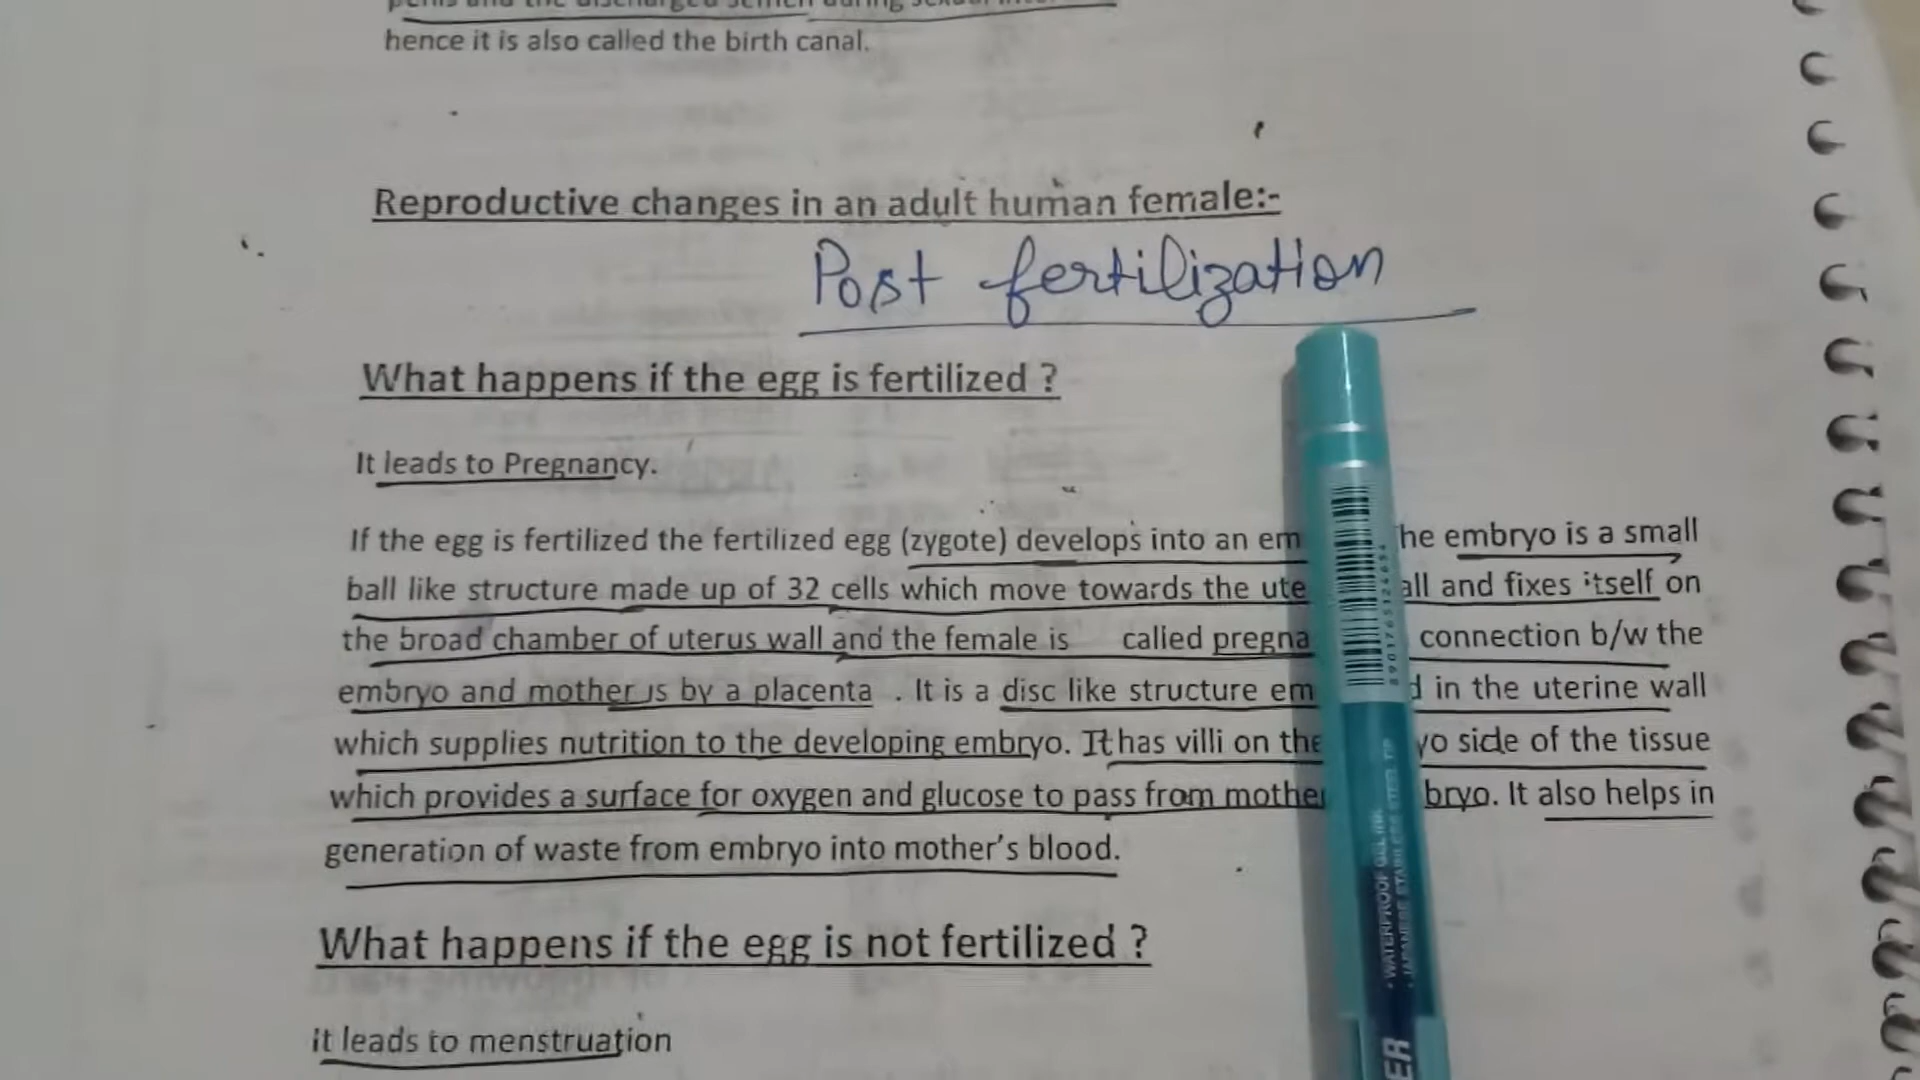 hence it is also called the birth canal.
Reproductive changes in an adult human female:-
Post fertilization
What happens if the egg is fertilized ?
It leads to Pregnancy.
If the egg is fertilized the fertilized egg (zygote) develops into an em he embryo is a small
ball like structure made up of 32 cells which move towards the ute all and fixes itself on
the broad chamber of uterus wall and the female is called pregna connection b/w the
embryo and mother is by a placenta . It is a disc like structure em d in the uterine wall
which supplies nutrition to the developing embryo. It has villi on the yo side of the tissue
which provides a surface for oxygen and glucose to pass from mothe bryo. It also helps in
generation of waste from embryo into mother's blood.
What happens if the egg is not fertilized ?
it leads to menstruation
WATERPROOF GEL INK
ER